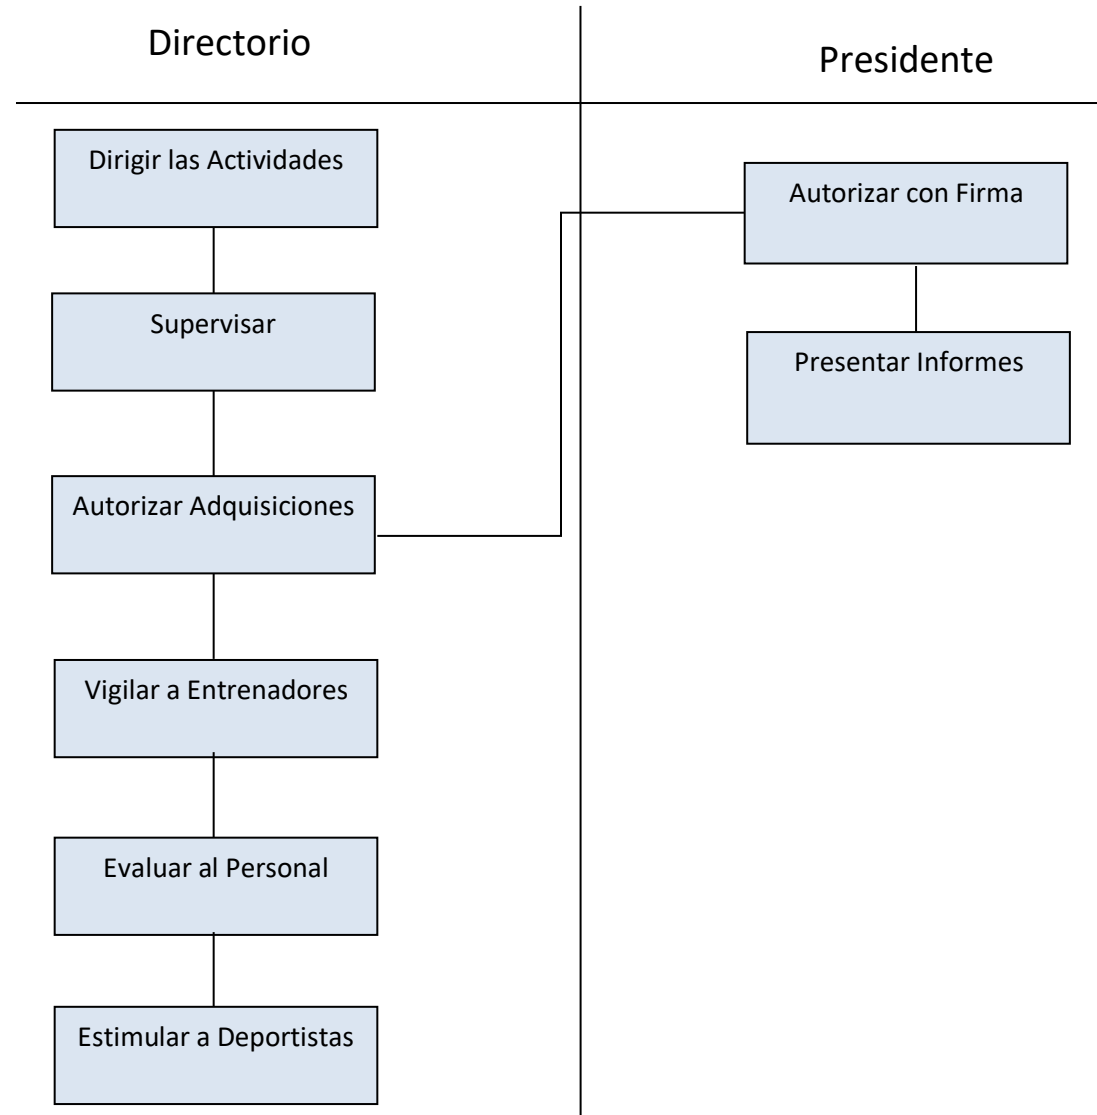 Directorio
Presidente
Dirigir las Actividades
Supervisar
Autorizar Adquisiciones
Vigilar a Entrenadores
Evaluar al Personal
Estimular a Deportistas
Autorizar con Firma
Presentar Informes